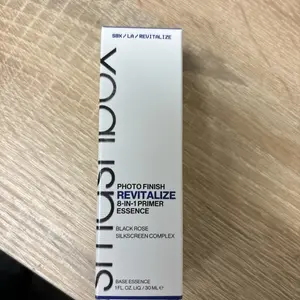 SBX/LA/REVITALIZE
smashbox
PHOTO FINISH
REVITALIZE
8-IN-1 PRIMER
ESSENCE
BLACK ROSE
SILKSCREEN COMPLEX
BASE ESSENCE
1 FL. OZ. LIQ. / 30 ML ℮